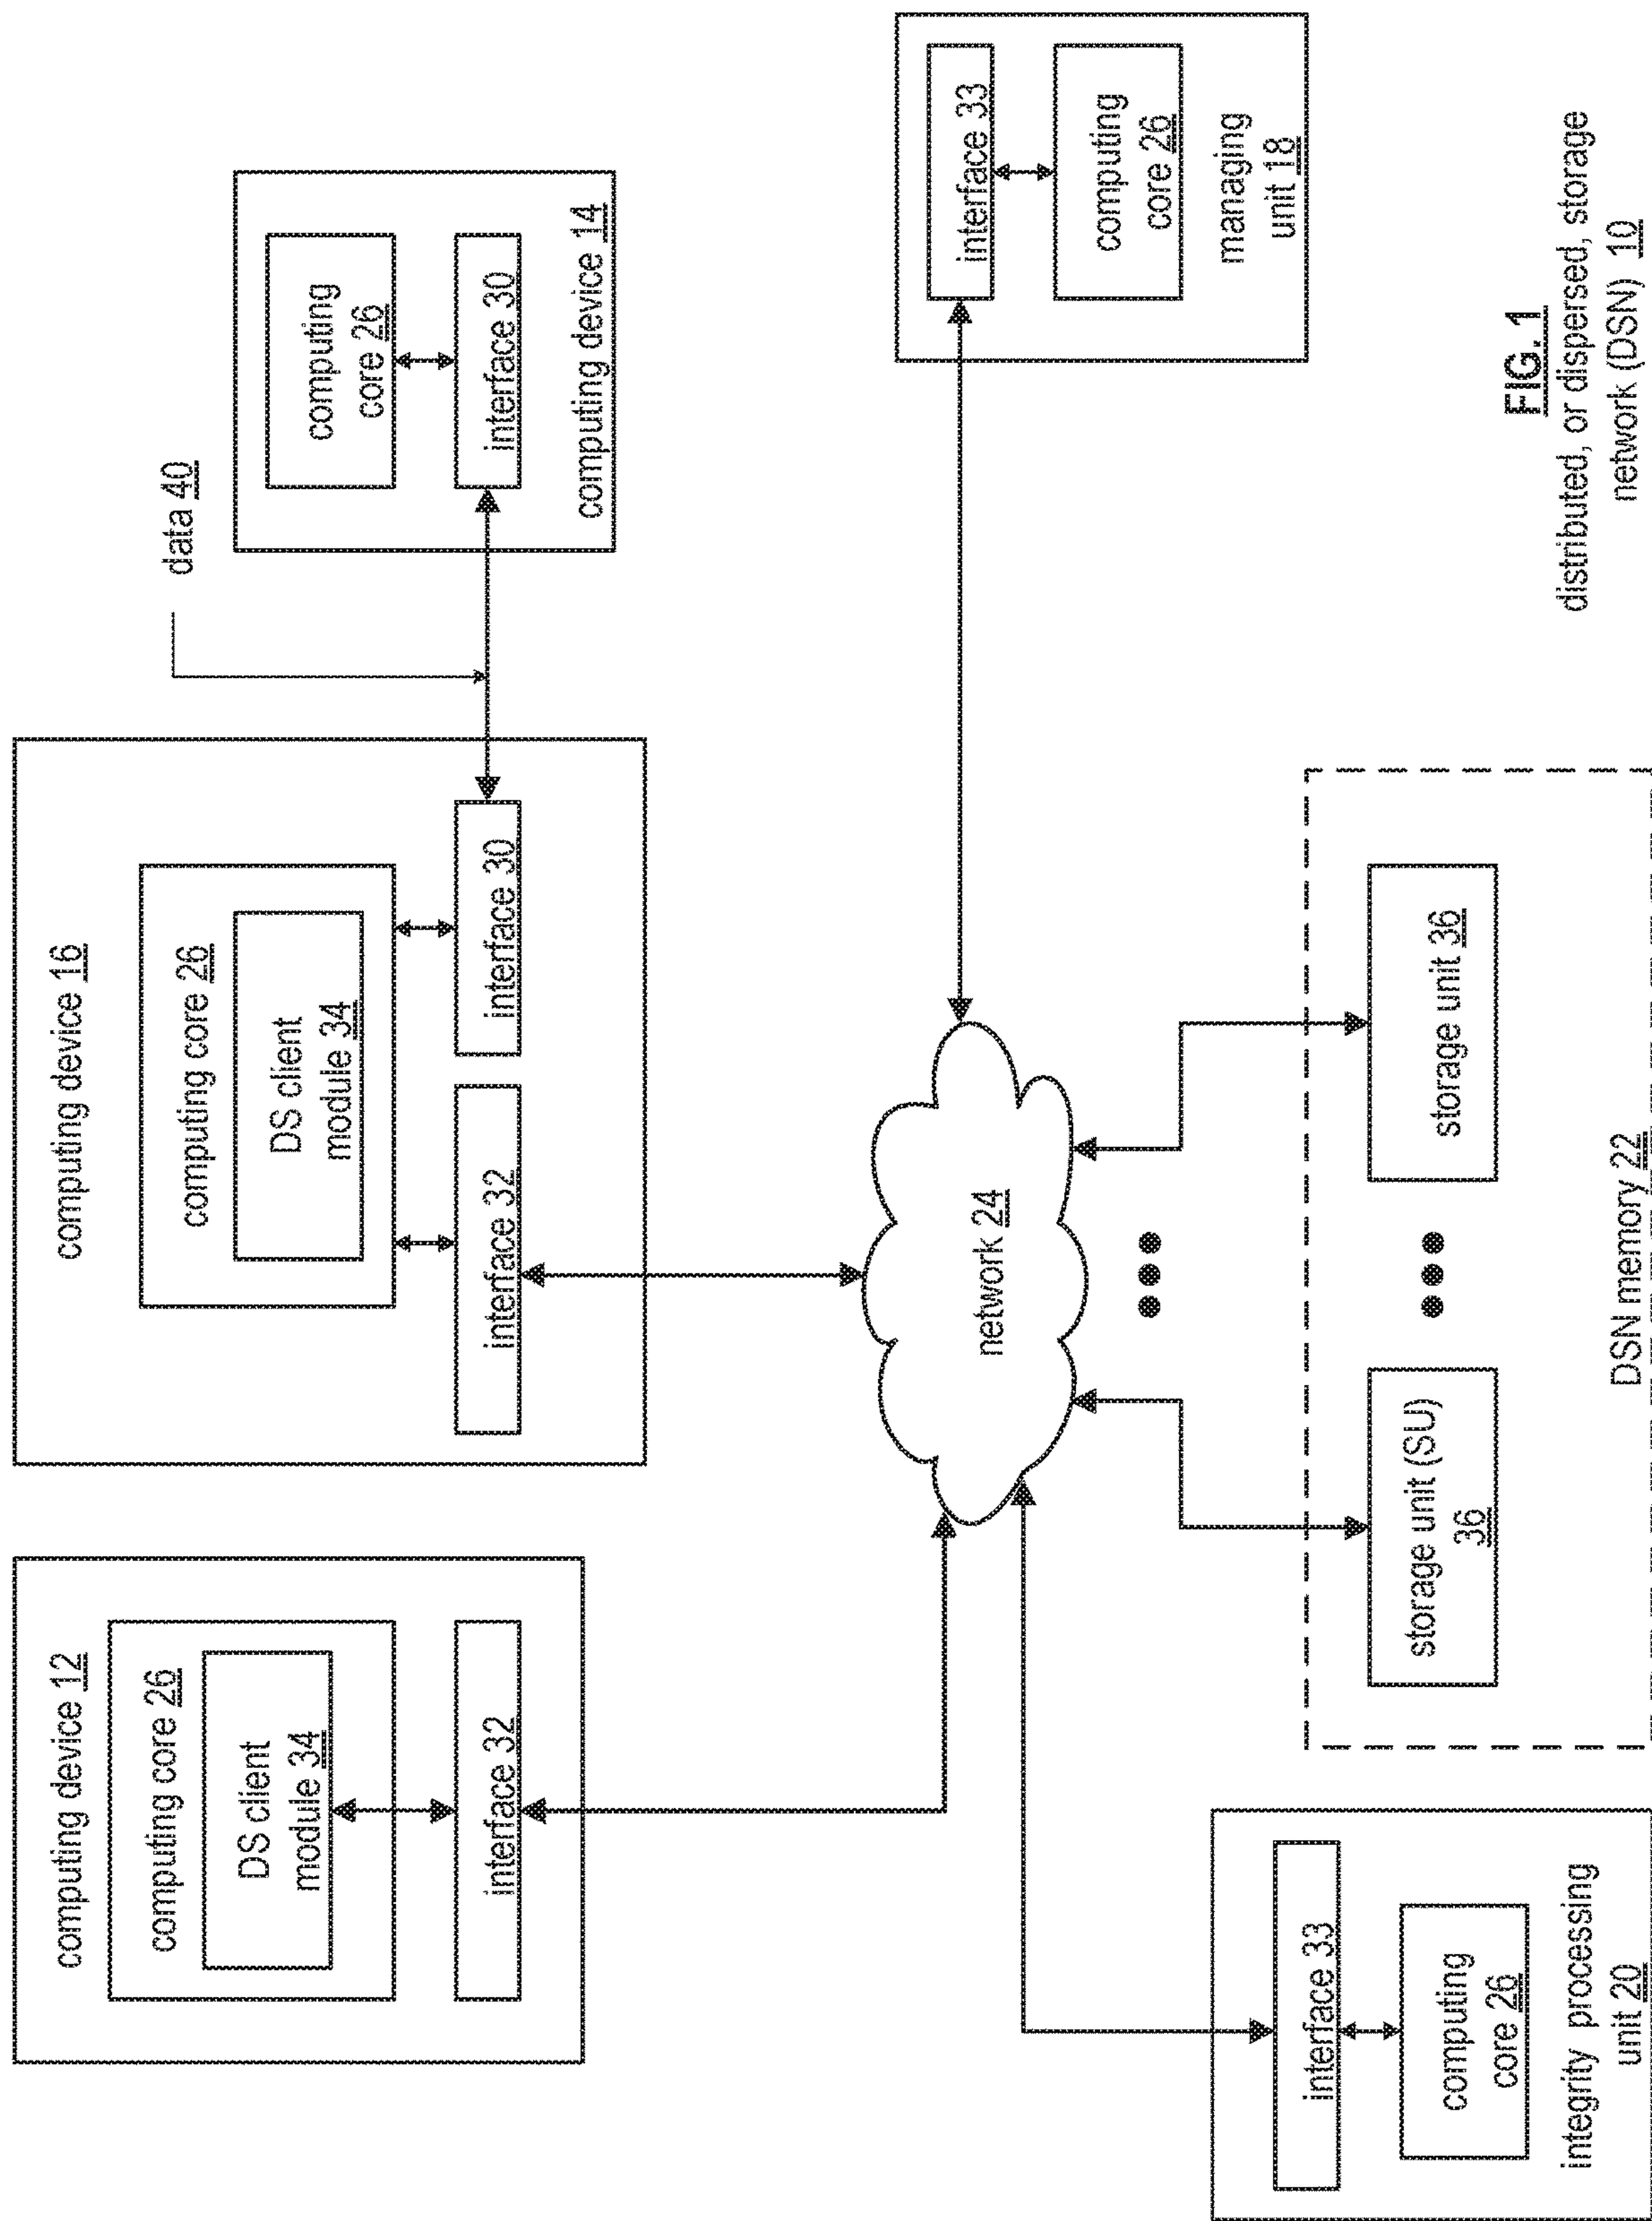 computing device 12
computing core 26
DS client
module 34
interface 32
computing device 16
computing core 26
DS client
module 34
interface 32
interface 30
data 40
computing
core 26
interface 30
computing device 14
network 24
interface 33
computing
core 26
managing
unit 18
interface 33
computing
core 26
integrity processing
unit 20
storage unit (SU)
36
storage unit 36
DSN memory 22
FIG. 1
distributed, or dispersed, storage
network (DSN) 10